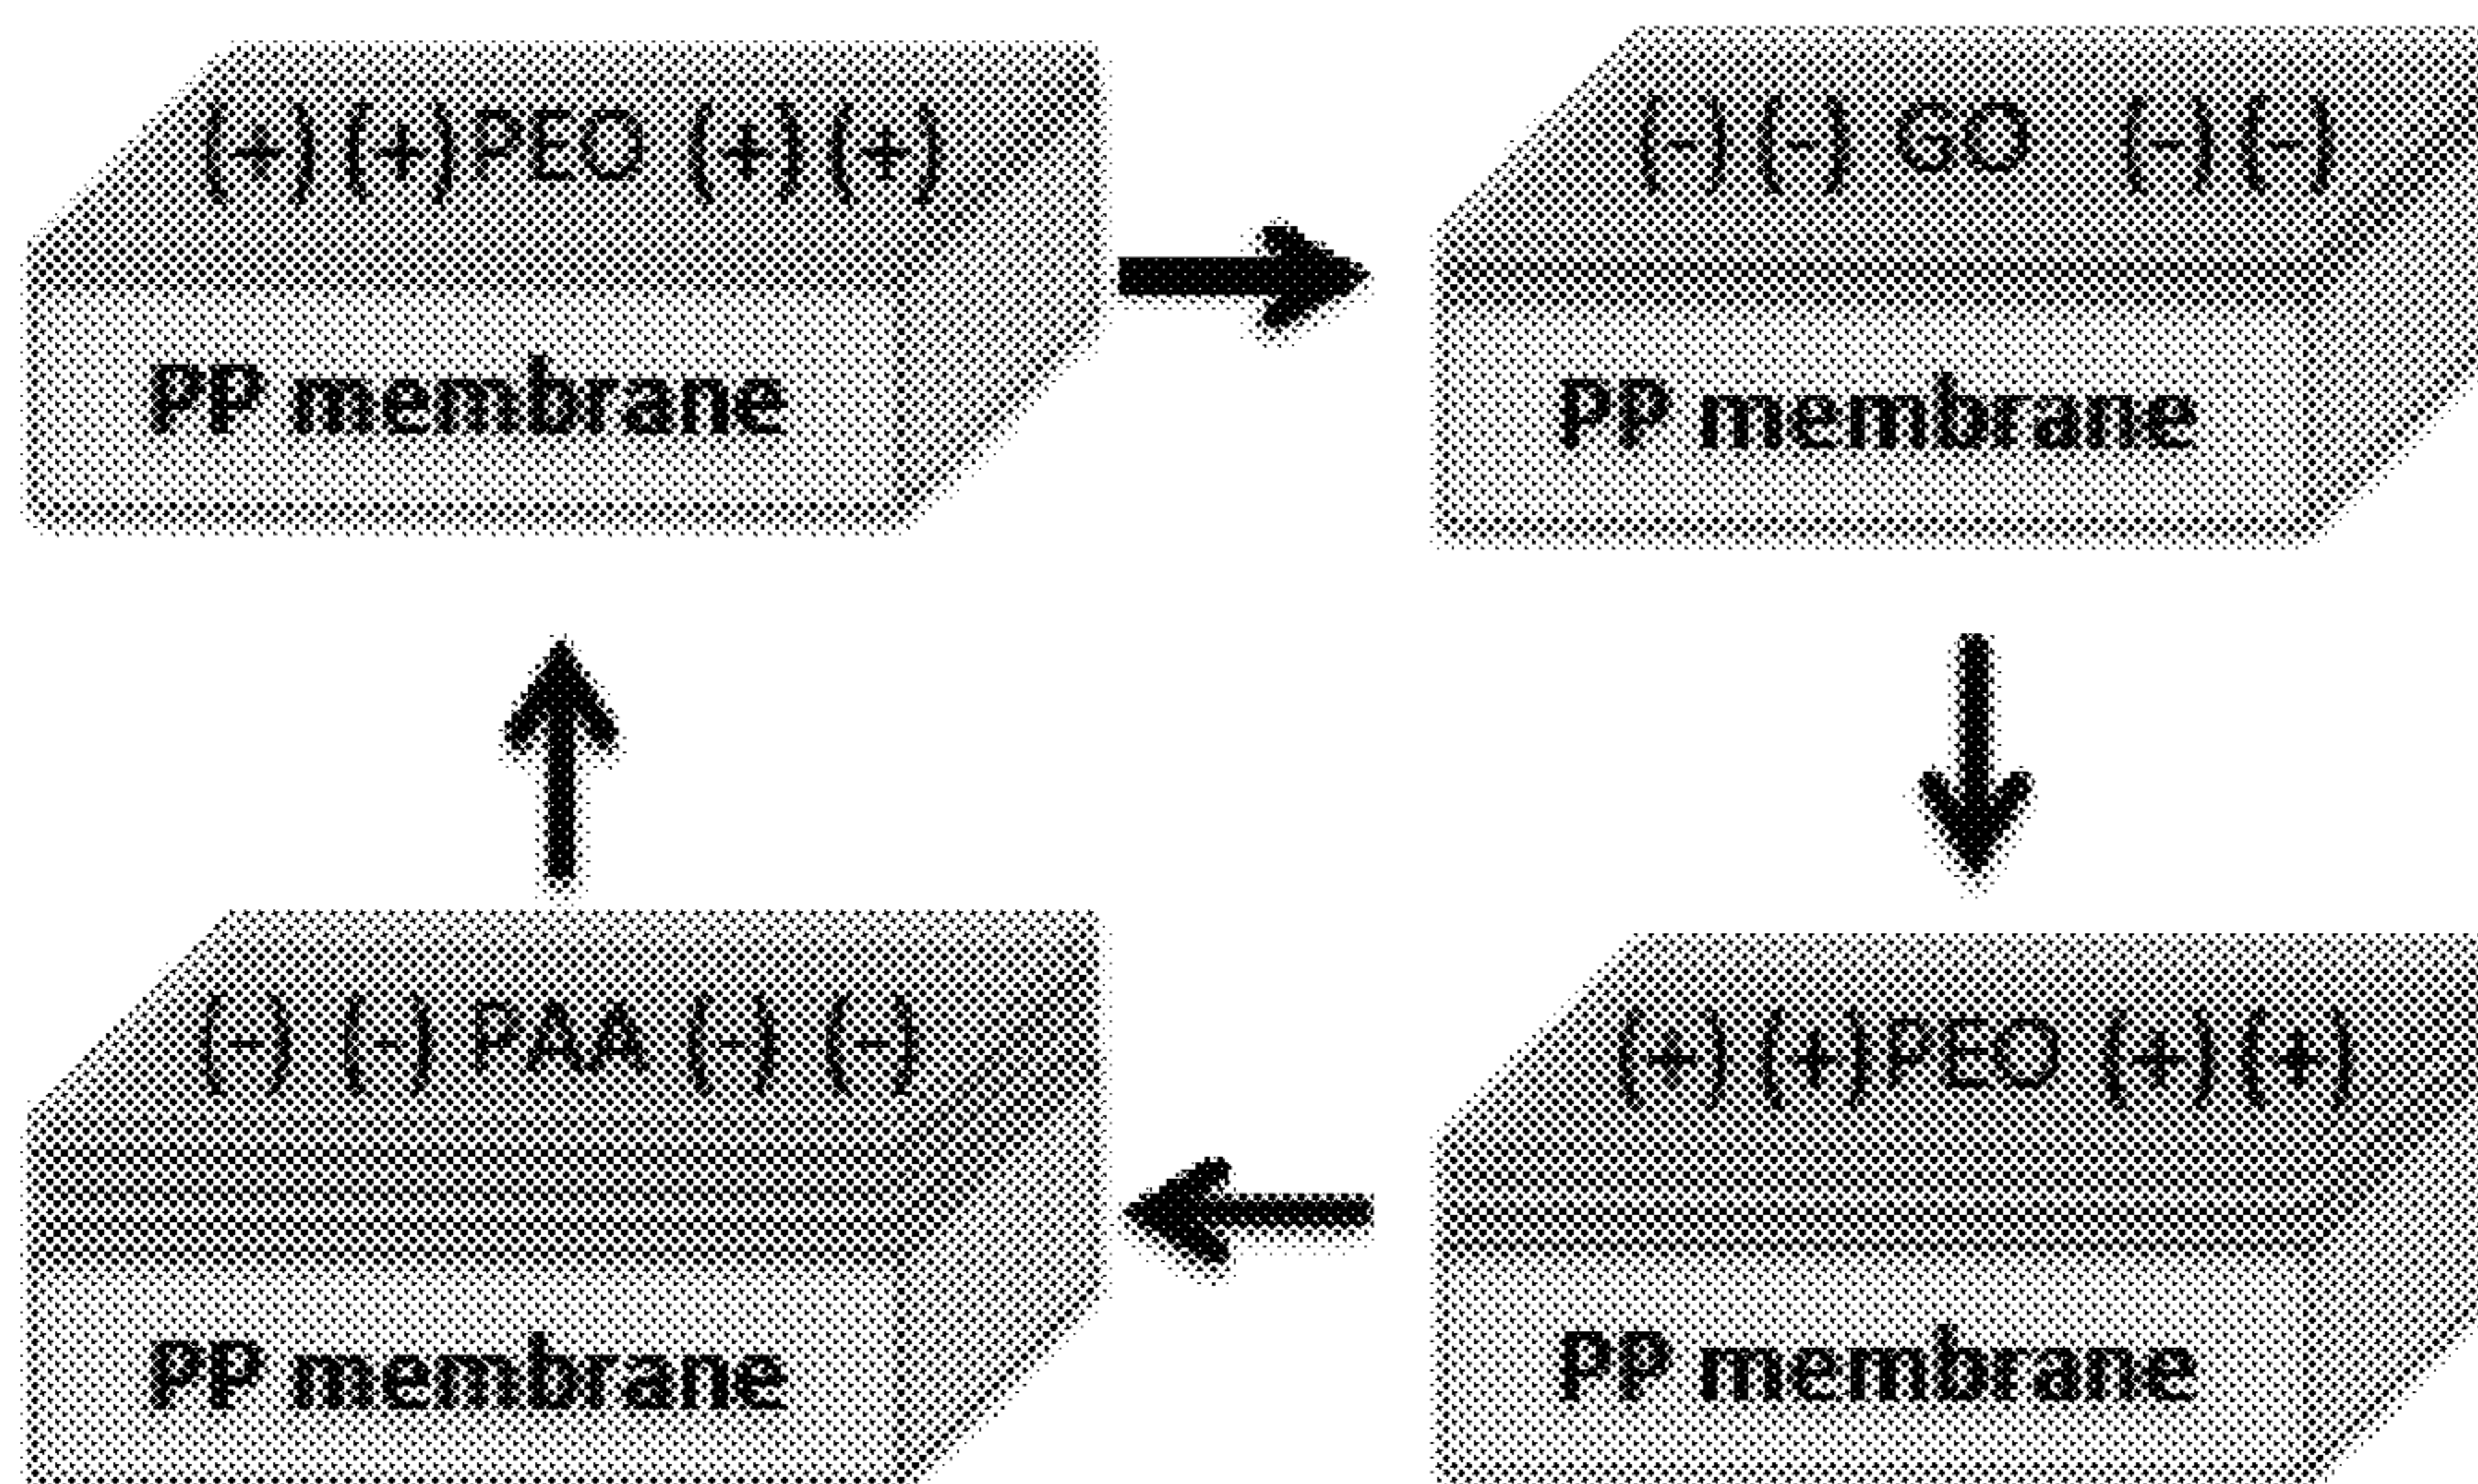 (+) (+) PEO (+) (+)
PP membrane
(-) (-) GO (-) (-)
PP membrane
(-) (-) PAA (-) (-)
PP membrane
(+) (+) PEO (+) (+)
PP membrane